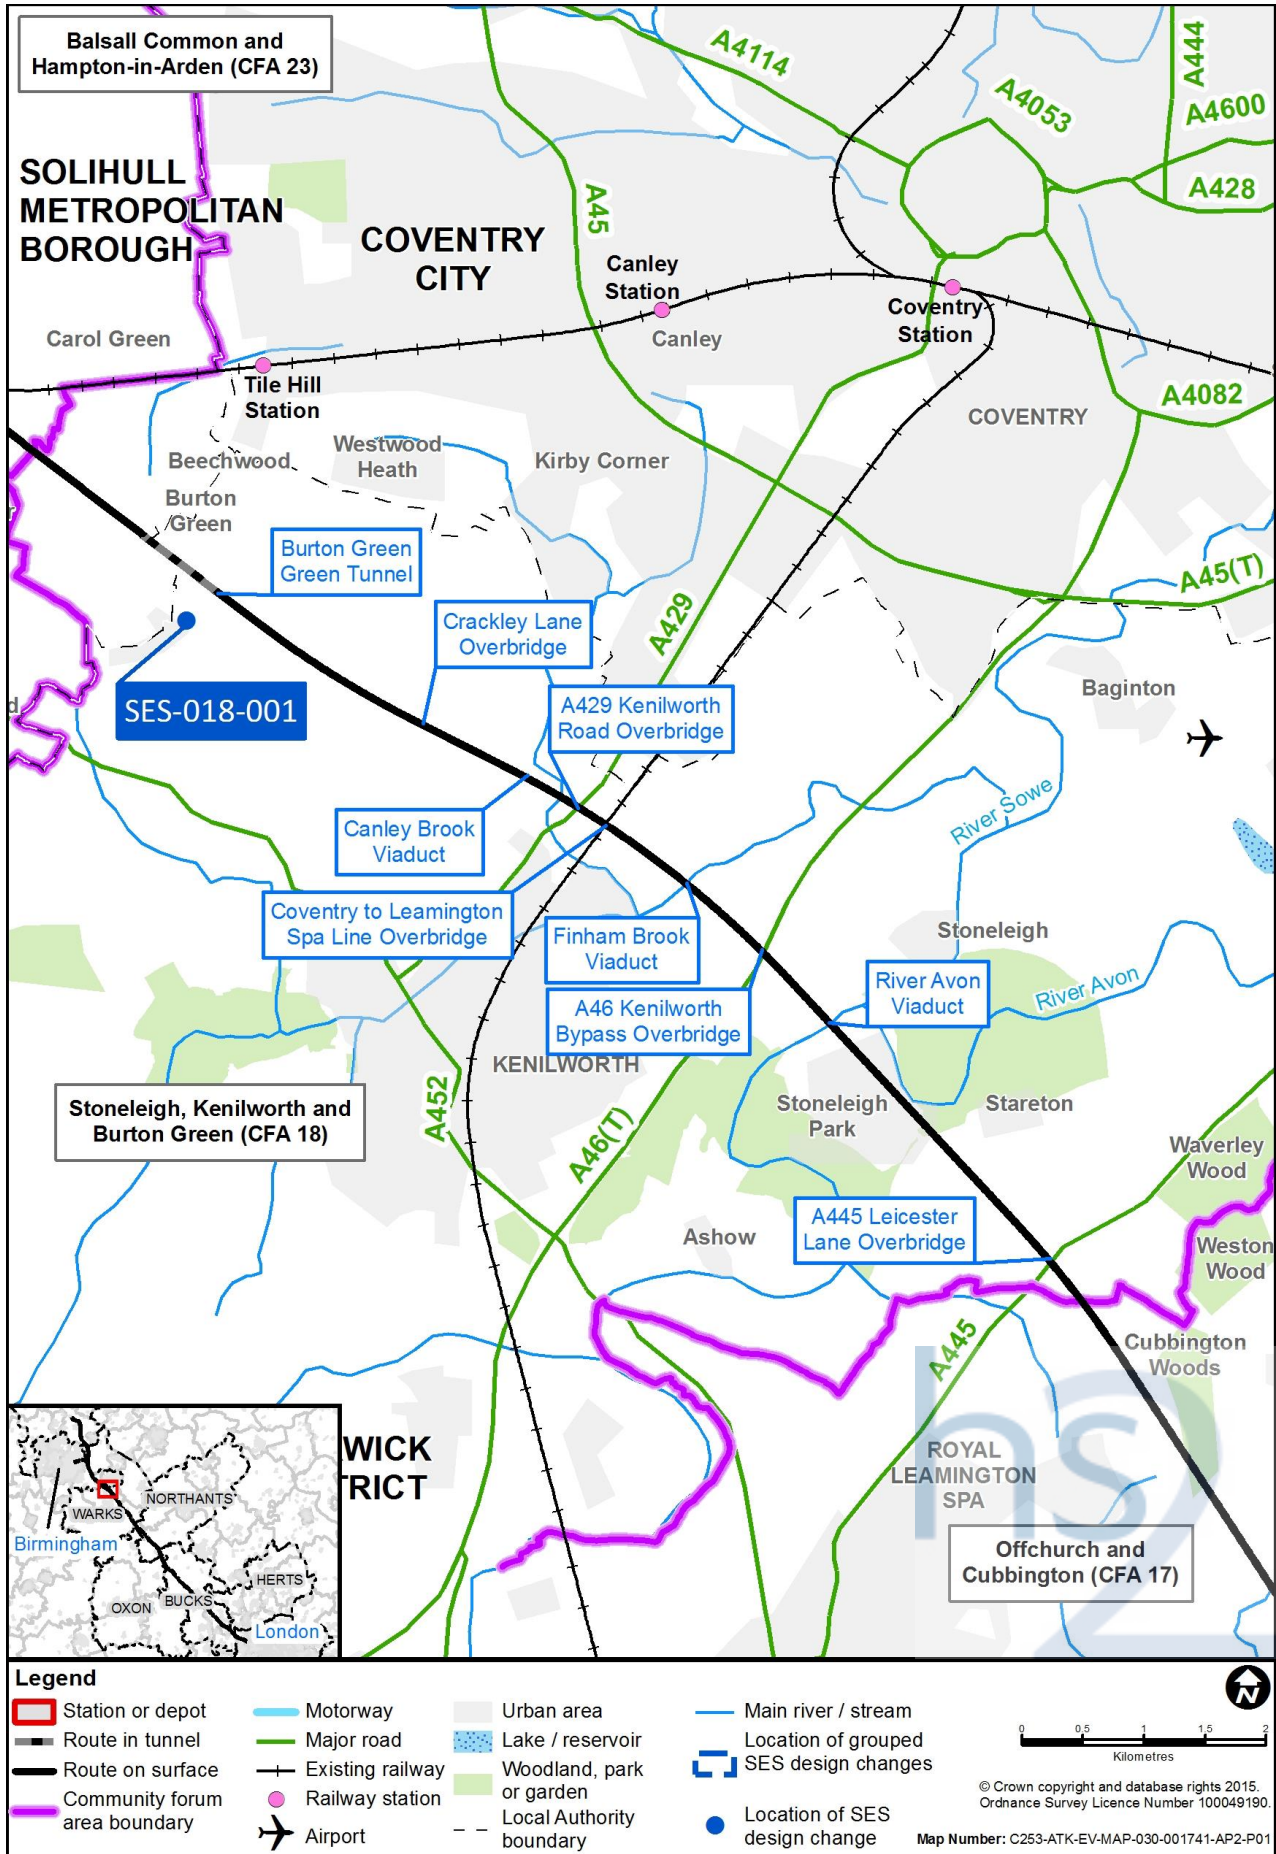 Balsall Common and
Hampton-in-Arden (CFA 23)
A4114
A444
A4053
A4600
A428
SOLIHULL
METROPOLITAN
BOROUGH
A45
COVENTRY
CITY
Canley
Station
Coventry
Station
Carol Green
Canley
Tile Hill
Station
A4082
COVENTRY
Westwood
Heath
Beechwood
Kirby Corner
Burton
Green
Burton Green
Green Tunnel
A45(T)
A429
Crackley Lane
Overbridge
Baginton
SES-018-001
A429 Kenilworth
Road Overbridge
River Sowe
Canley Brook
Viaduct
Coventry to Leamington
Spa Line Overbridge
Finham Brook
Viaduct
Stoneleigh
River Avon
Viaduct
River Avon
A46 Kenilworth
Bypass Overbridge
KENILWORTH
Stoneleigh, Kenilworth and
Burton Green (CFA 18)
A452
A46(T)
Stoneleigh
Park
Stareton
Waverley
Wood
A445 Leicester
Lane Overbridge
Ashow
Weston
Wood
A445
Cubbington
Woods
hs2
WICK
TRICT
ROYAL
LEAMINGTON
SPA
Offchurch and
Cubbington (CFA 17)
NORTHANTS
WARKS
Birmingham
HERTS
BUCKS
OXON
London
Legend
Station or depot
Route in tunnel
Route on surface
Community forum
area boundary
Motorway
Major road
Existing railway
Railway station
Airport
Urban area
Lake / reservoir
Woodland, park
or garden
Local Authority
boundary
Main river / stream
Location of grouped
SES design changes
Location of SES
design change
N
0 0.5 1 1.5 2
Kilometres
© Crown copyright and database rights 2015.
Ordnance Survey Licence Number 100049190.
Map Number: C253-ATK-EV-MAP-030-001741-AP2-P01